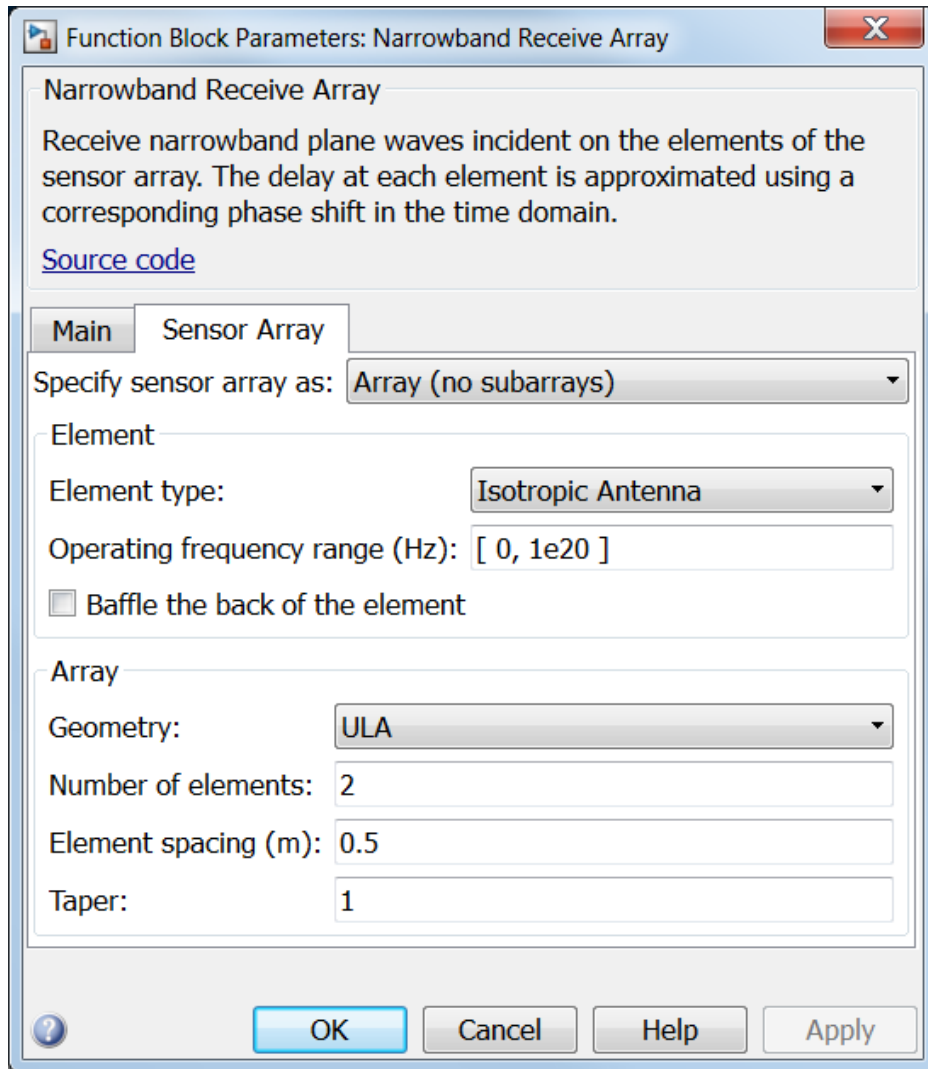 Function Block Parameters: Narrowband Receive Array
X
Narrowband Receive Array
Receive narrowband plane waves incident on the elements of the
sensor array. The delay at each element is approximated using a
corresponding phase shift in the time domain.
Source code
Main Sensor Array
Specify sensor array as: Array (no subarrays)
Element
Element type: Isotropic Antenna
Operating frequency range (Hz): [ 0, 1e20 ]
Baffle the back of the element
Array
Geometry: ULA
Number of elements: 2
Element spacing (m): 0.5
Taper: 1
? OK Cancel Help Apply